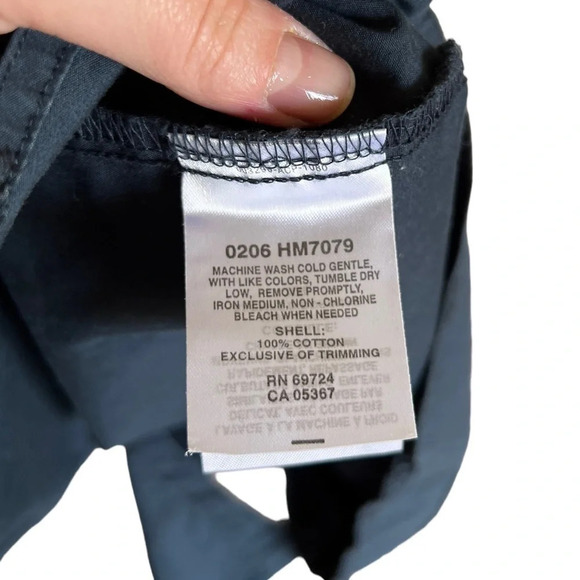 0206 HM7079
MACHINE WASH COLD GENTLE,
WITH LIKE COLORS, TUMBLE DRY
LOW, REMOVE PROMPTLY,
IRON MEDIUM, NON - CHLORINE
BLEACH WHEN NEEDED
SHELL:
100% COTTON
EXCLUSIVE OF TRIMMING
RN 69724
CA 05367